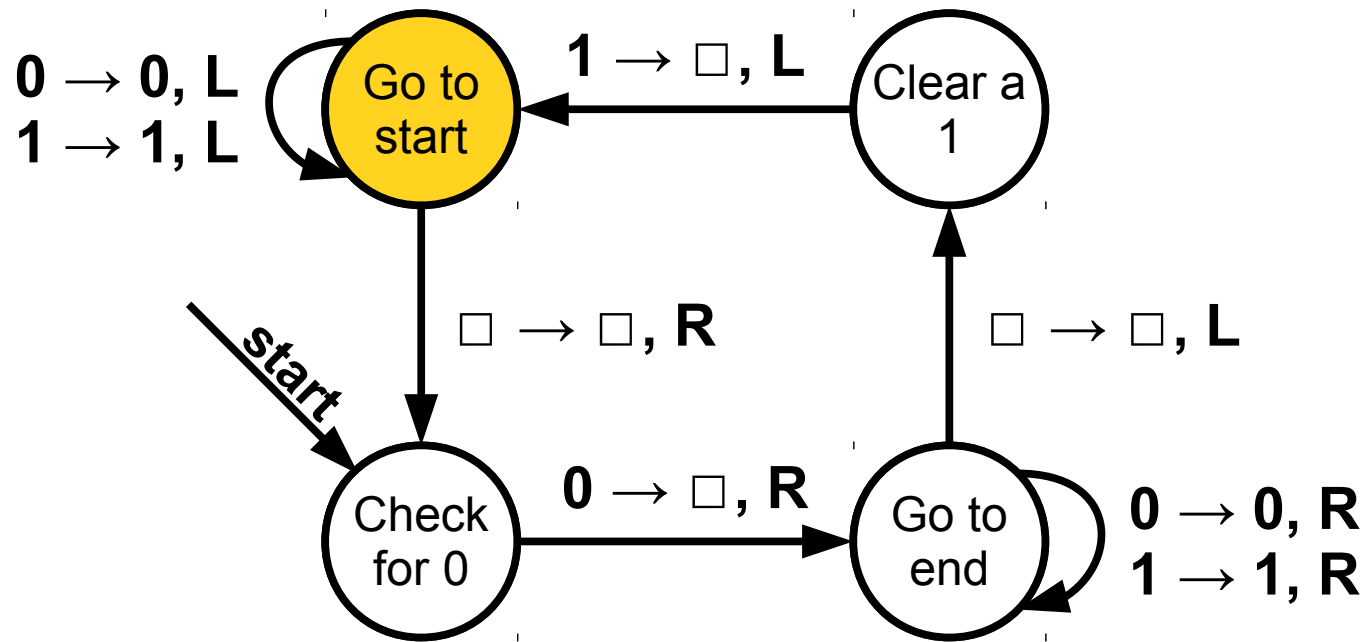 0 → 0, L
1 → 1, L
Go to
start
1 → □, L
Clear a
1
□ → □, R
□ → □, L
start
Check
for 0
0 → □, R
Go to
end
0 → 0, R
1 → 1, R